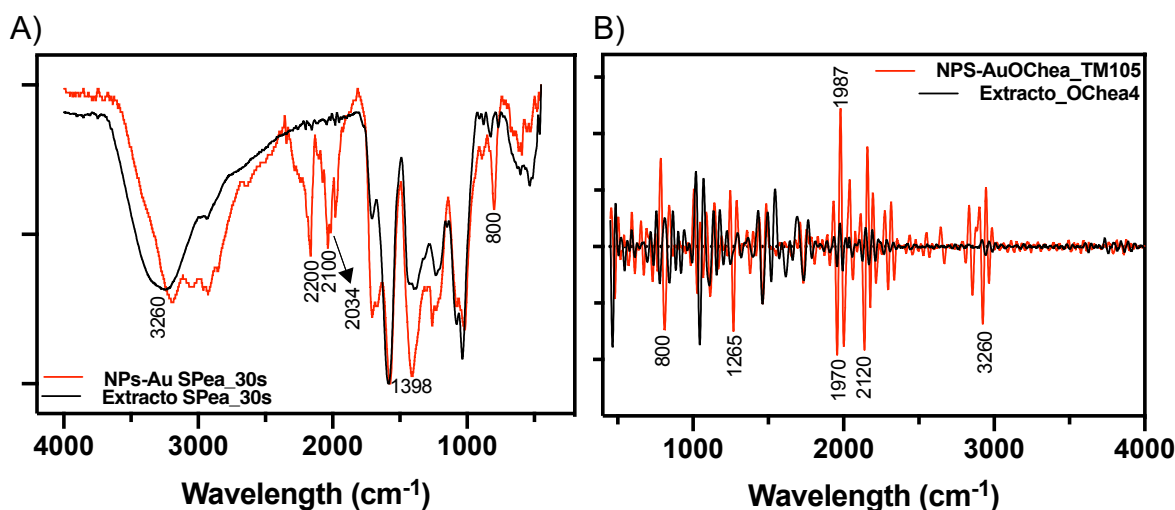 A)
3260
2200
2100
2034
1398
800
NPs-Au SPea_30s
Extracto SPea_30s
4000
3000
2000
1000
Wavelength (cm-1)
B)
NPS-AuOChea_TM105
Extracto_OChea4
1987
800
1265
1970
2120
3260
1000
2000
3000
4000
Wavelength (cm-1)